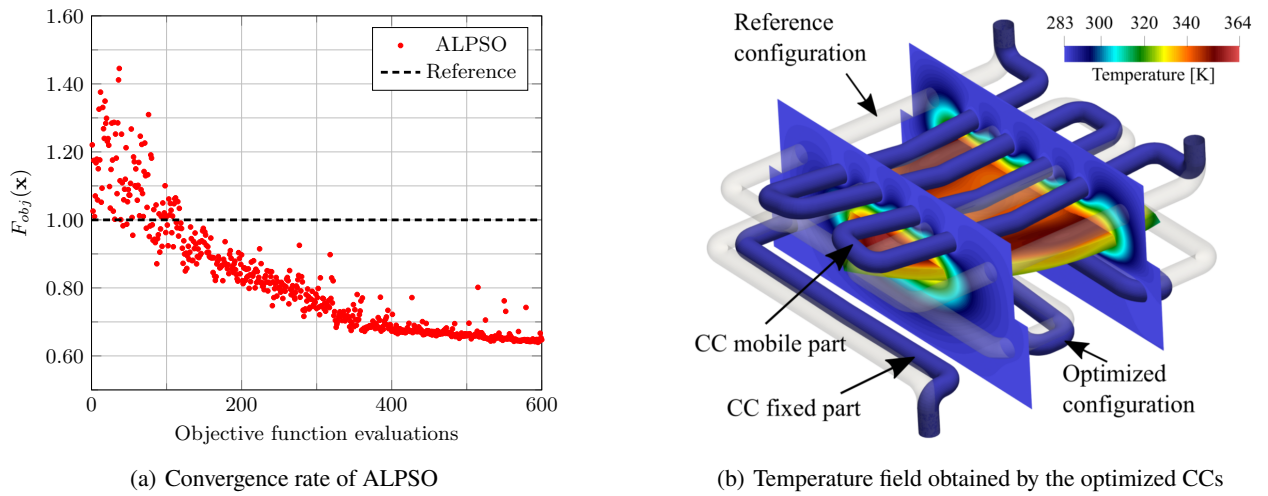 1.60
1.40
1.20
1.00
0.80
0.60
0
200
400
600
F_obj(x)
Objective function evaluations
ALPSO
Reference
(a) Convergence rate of ALPSO
Reference
configuration
283 300 320 340 364
Temperature [K]
CC mobile part
CC fixed part
Optimized
configuration
(b) Temperature field obtained by the optimized CCs